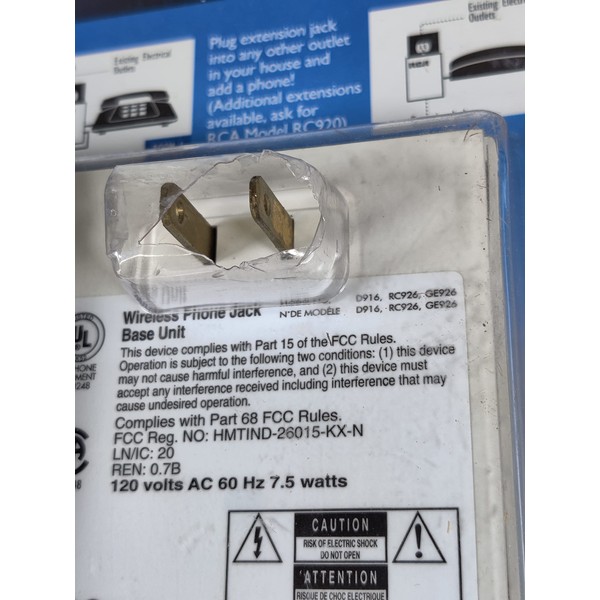 Existing Electrical
Outlets
Plug extension jack
into any other outlet
in your house and
add a phone!
(Additional extensions
available, ask for
RCA Model RC920)
Existing
Outlets
Wireless Phone Jack
Base Unit
D916, RC926, GE926
N° DE MODÈLE D916, RC926, GE926
This device complies with Part 15 of the FCC Rules.
Operation is subject to the following two conditions: (1) this device
may not cause harmful interference, and (2) this device must
accept any interference received including interference that may
cause undesired operation.
Complies with Part 68 FCC Rules.
FCC Reg. NO: HMTIND-26015-KX-N
LN/IC: 20
REN: 0.7B
120 volts AC 60 Hz 7.5 watts
UL
CAUTION
RISK OF ELECTRIC SHOCK
DO NOT OPEN
ATTENTION
RISQUE DE CHOC ELECTRIQUE